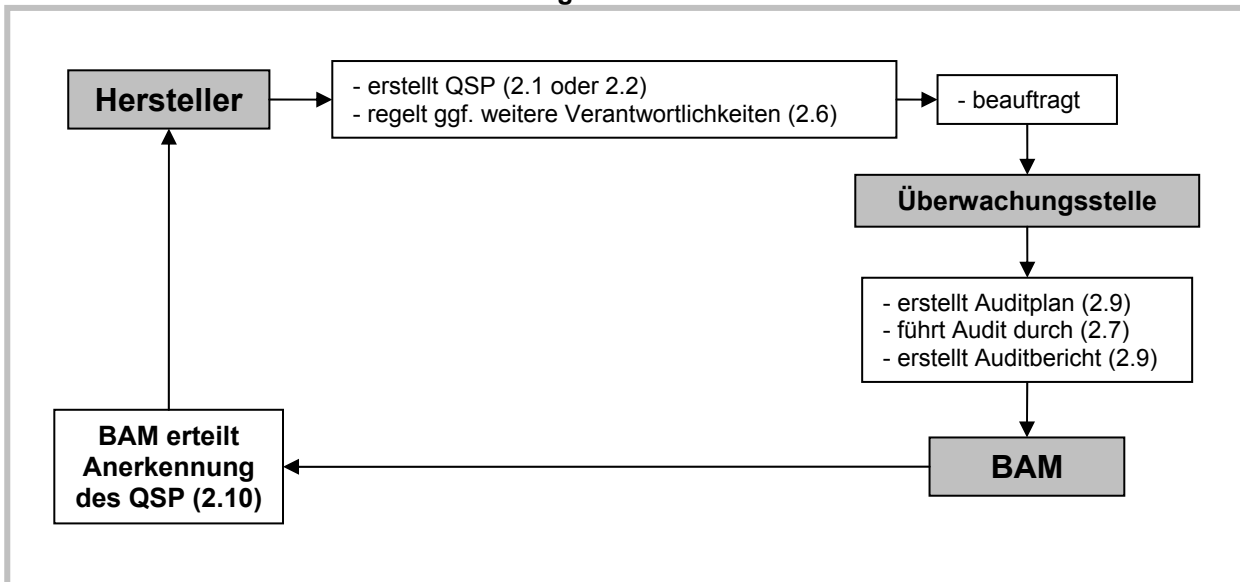 Hersteller
- erstellt QSP (2.1 oder 2.2)
- regelt ggf. weitere Verantwortlichkeiten (2.6)
- beauftragt
Überwachungsstelle
- erstellt Auditplan (2.9)
- führt Audit durch (2.7)
- erstellt Auditbericht (2.9)
BAM
BAM erteilt
Anerkennung
des QSP (2.10)